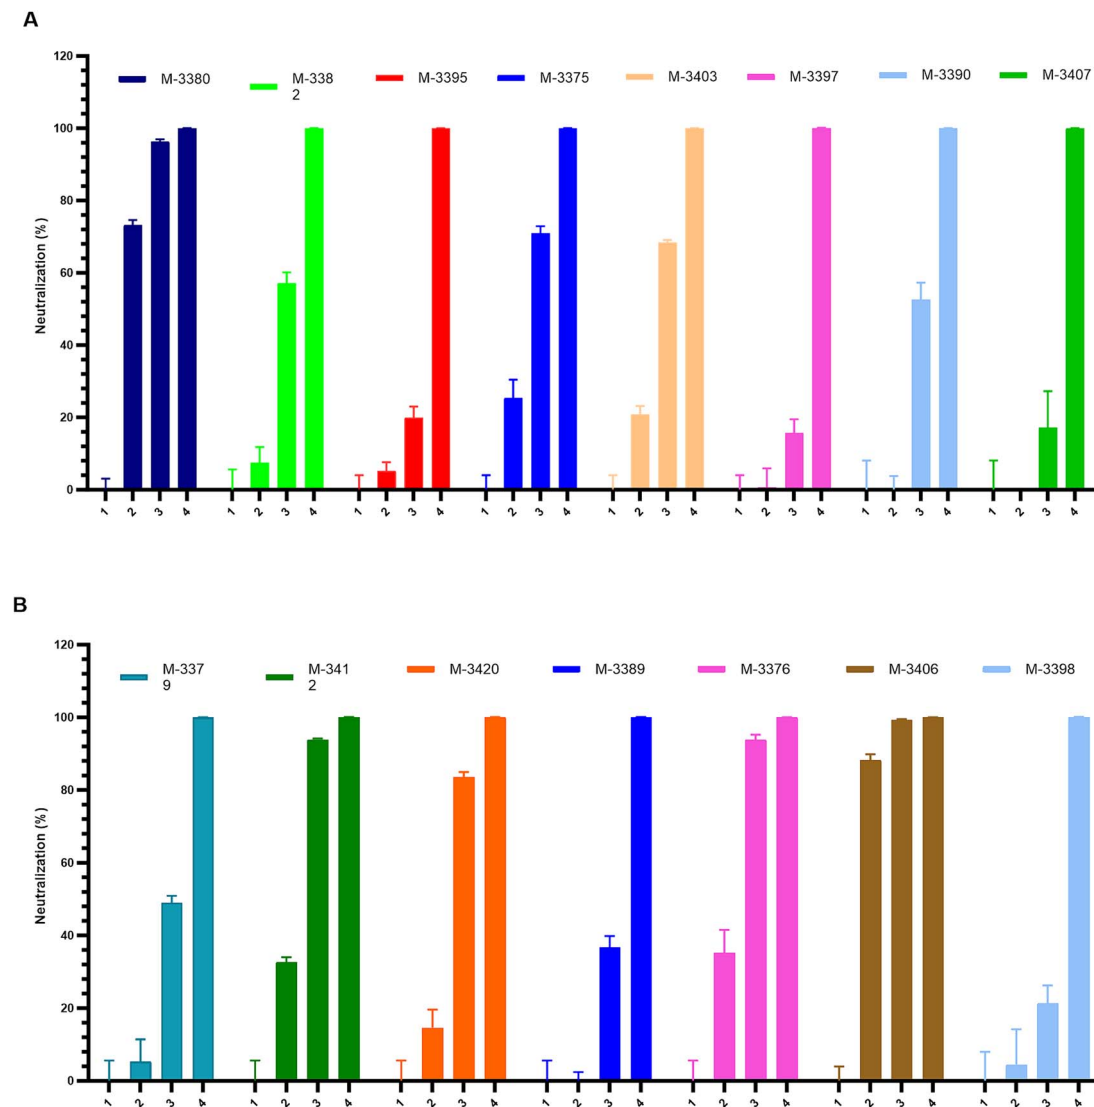 A
120
M-3380
M-338
2
M-3395
M-3375
M-3403
M-3397
M-3390
M-3407
100
80
60
40
20
0
Neutralization (%)
1 2 3 4 1 2 3 4 1 2 3 4 1 2 3 4 1 2 3 4 1 2 3 4 1 2 3 4 1 2 3 4
B
120
M-337
9
M-341
2
M-3420
M-3389
M-3376
M-3406
M-3398
100
80
60
40
20
0
Neutralization (%)
1 2 3 4 1 2 3 4 1 2 3 4 1 2 3 4 1 2 3 4 1 2 3 4 1 2 3 4